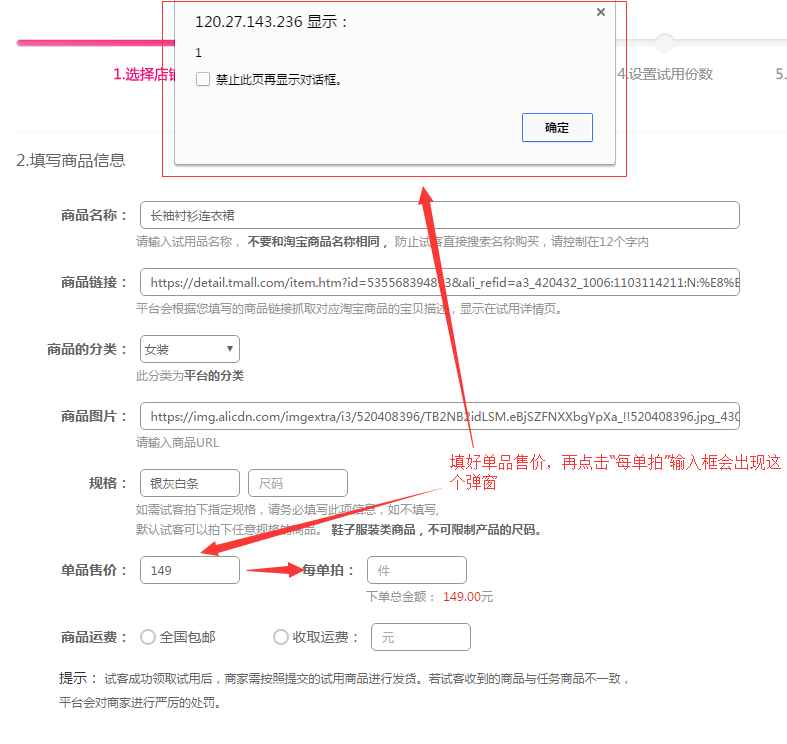 120.27.143.236 显示：
1
禁止此页再显示对话框。
确定
1.选择店铺
4.设置试用份数
5.
2.填写商品信息
商品名称： 长袖衬衫连衣裙
请输入试用品名称， 不要和淘宝商品名称相同， 防止试客直接搜索名称购买，请控制在12个字内
商品链接： https://detail.tmall.com/item.htm?id=535568394893&ali_refid=a3_420432_1006:1103114211:N:%E8%E
平台会根据您填写的商品链接抓取对应淘宝商品的宝贝描述，显示在试用详情页。
商品的分类： 女装
此分类为平台的分类
商品图片： https://img.alicdn.com/imgextra/i3/520408396/TB2NB2idLSM.eBjSZFNXXbgYpXa_!!520408396.jpg_430
请输入商品URL
填好单品售价，再点击“每单拍”输入框会出现这
个弹窗
规格： 银灰白条 尺码
如需试客拍下指定规格，请务必填写此项信息，如不填写,
默认试客可以拍下任意规格的商品。 鞋子服装类商品，不可限制产品的尺码。
单品售价： 149 每单拍： 件
下单总金额： 149.00元
商品运费： 全国包邮 收取运费： 元
提示： 试客成功领取试用后，商家需按照提交的试用商品进行发货。若试客收到的商品与任务商品不一致，
平台会对商家进行严厉的处罚。